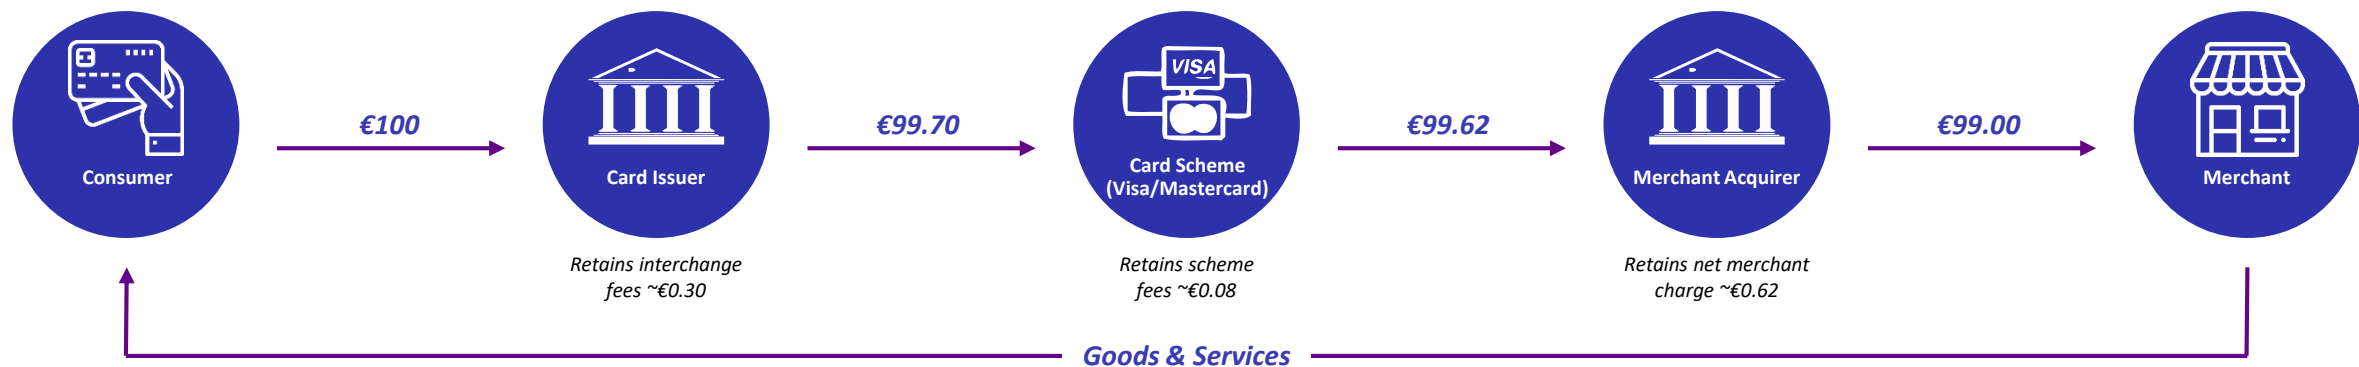 €100
€99.70
VISA
€99.62
€99.00
Consumer
Card Issuer
Card Scheme
(Visa/Mastercard)
Merchant Acquirer
Merchant
Retains interchange
fees ~€0.30
Retains scheme
fees ~€0.08
Retains net merchant
charge ~€0.62
Goods & Services